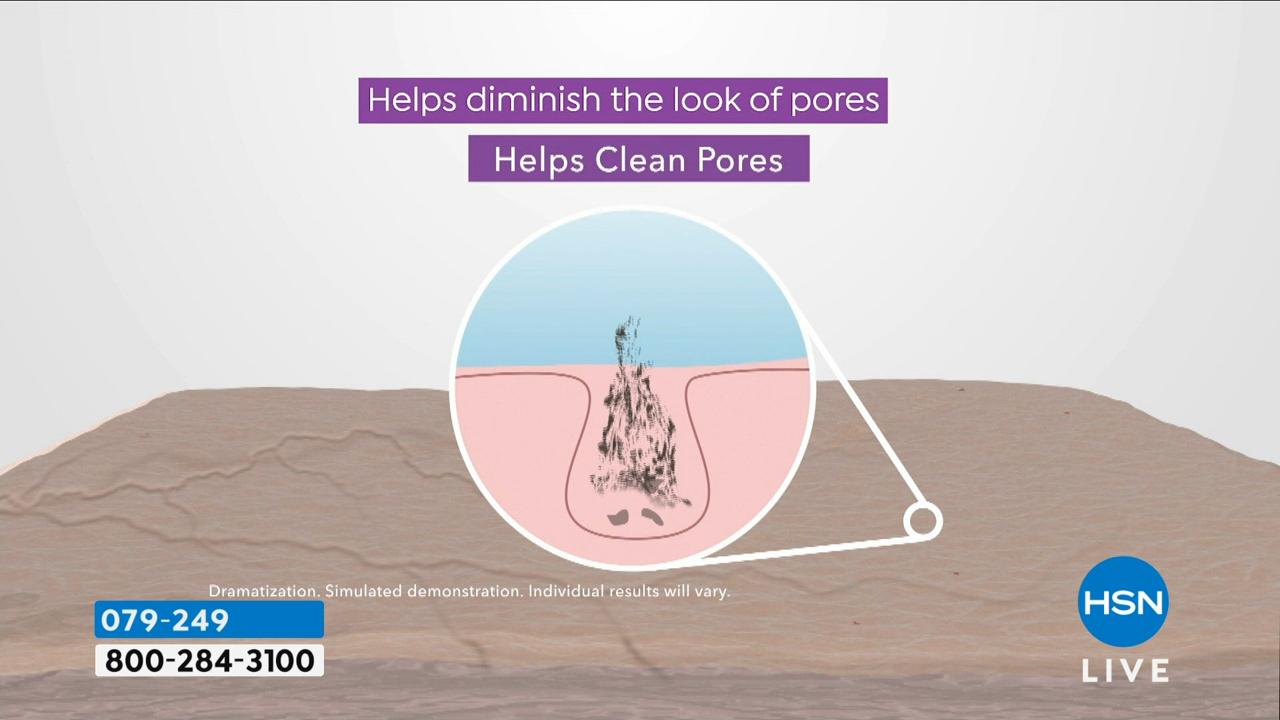 Helps diminish the look of pores
Helps Clean Pores
Dramatization. Simulated demonstration. Individual results will vary.
079-249
800-284-3100
HSN
LIVE